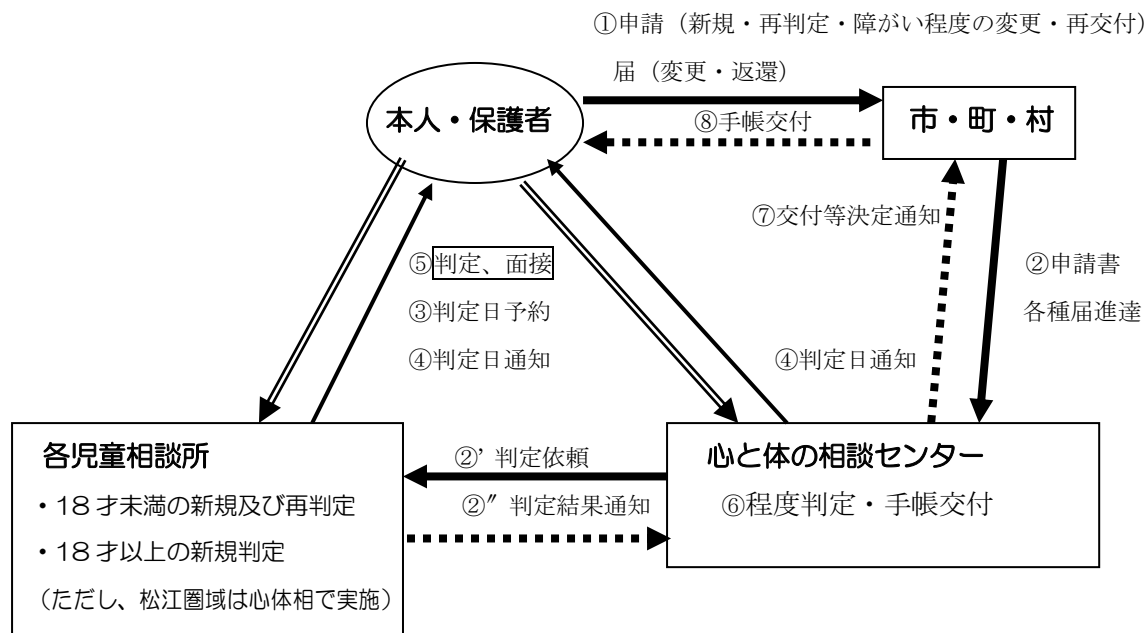 ①申請（新規・再判定・障がい程度の変更・再交付）
届（変更・返還）
本人・保護者
市・町・村
⑧手帳交付
⑦交付等決定通知
②申請書
各種届進達
⑤判定、面接
③判定日予約
④判定日通知
④判定日通知
各児童相談所
・18才未満の新規及び再判定
・18才以上の新規判定
（ただし、松江圏域は心体相で実施）
②’判定依頼
②”判定結果通知
心と体の相談センター
⑥程度判定・手帳交付